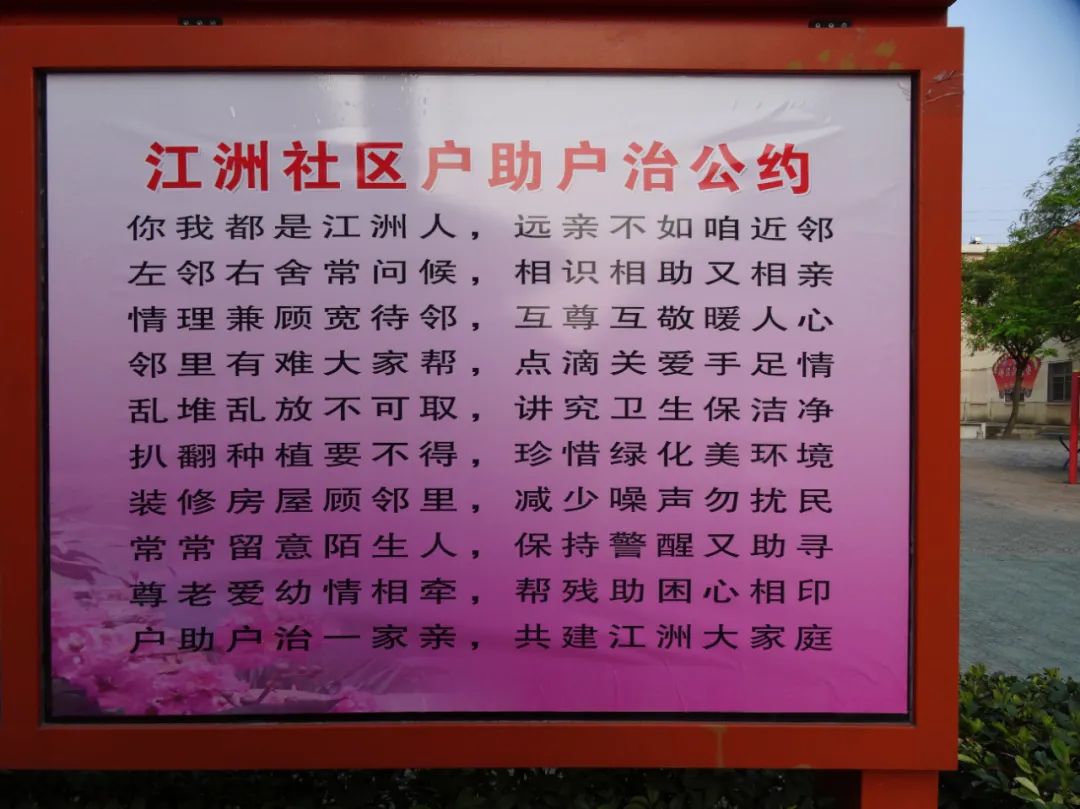 江洲社区户助户治公约
你我都是江洲人，远亲不如咱近邻
左邻右舍常问候，相识相助又相亲
情理兼顾宽待邻，互尊互敬暖人心
邻里有难大家帮，点滴关爱手足情
乱堆乱放不可取，讲究卫生保洁净
扒翻种植要不得，珍惜绿化美环境
装修房屋顾邻里，减少噪声勿扰民
常常留意陌生人，保持警醒又助寻
尊老爱幼情相牵，帮残助困心相印
户助户治一家亲，共建江洲大家庭